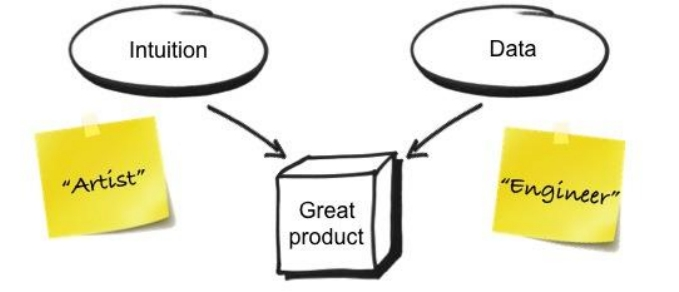 Intuition
Data
"Artist"
"Engineer"
Great
product